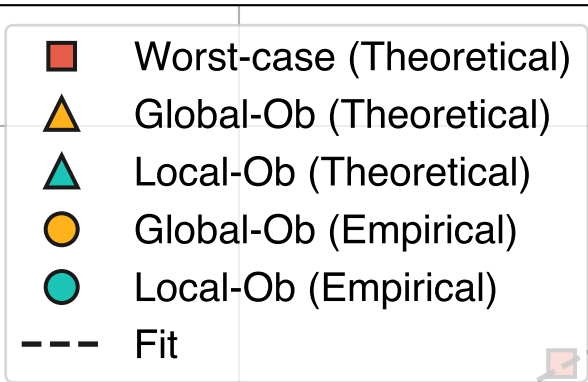 Worst-case (Theoretical)
Global-Ob (Theoretical)
Local-Ob (Theoretical)
Global-Ob (Empirical)
Local-Ob (Empirical)
Fit